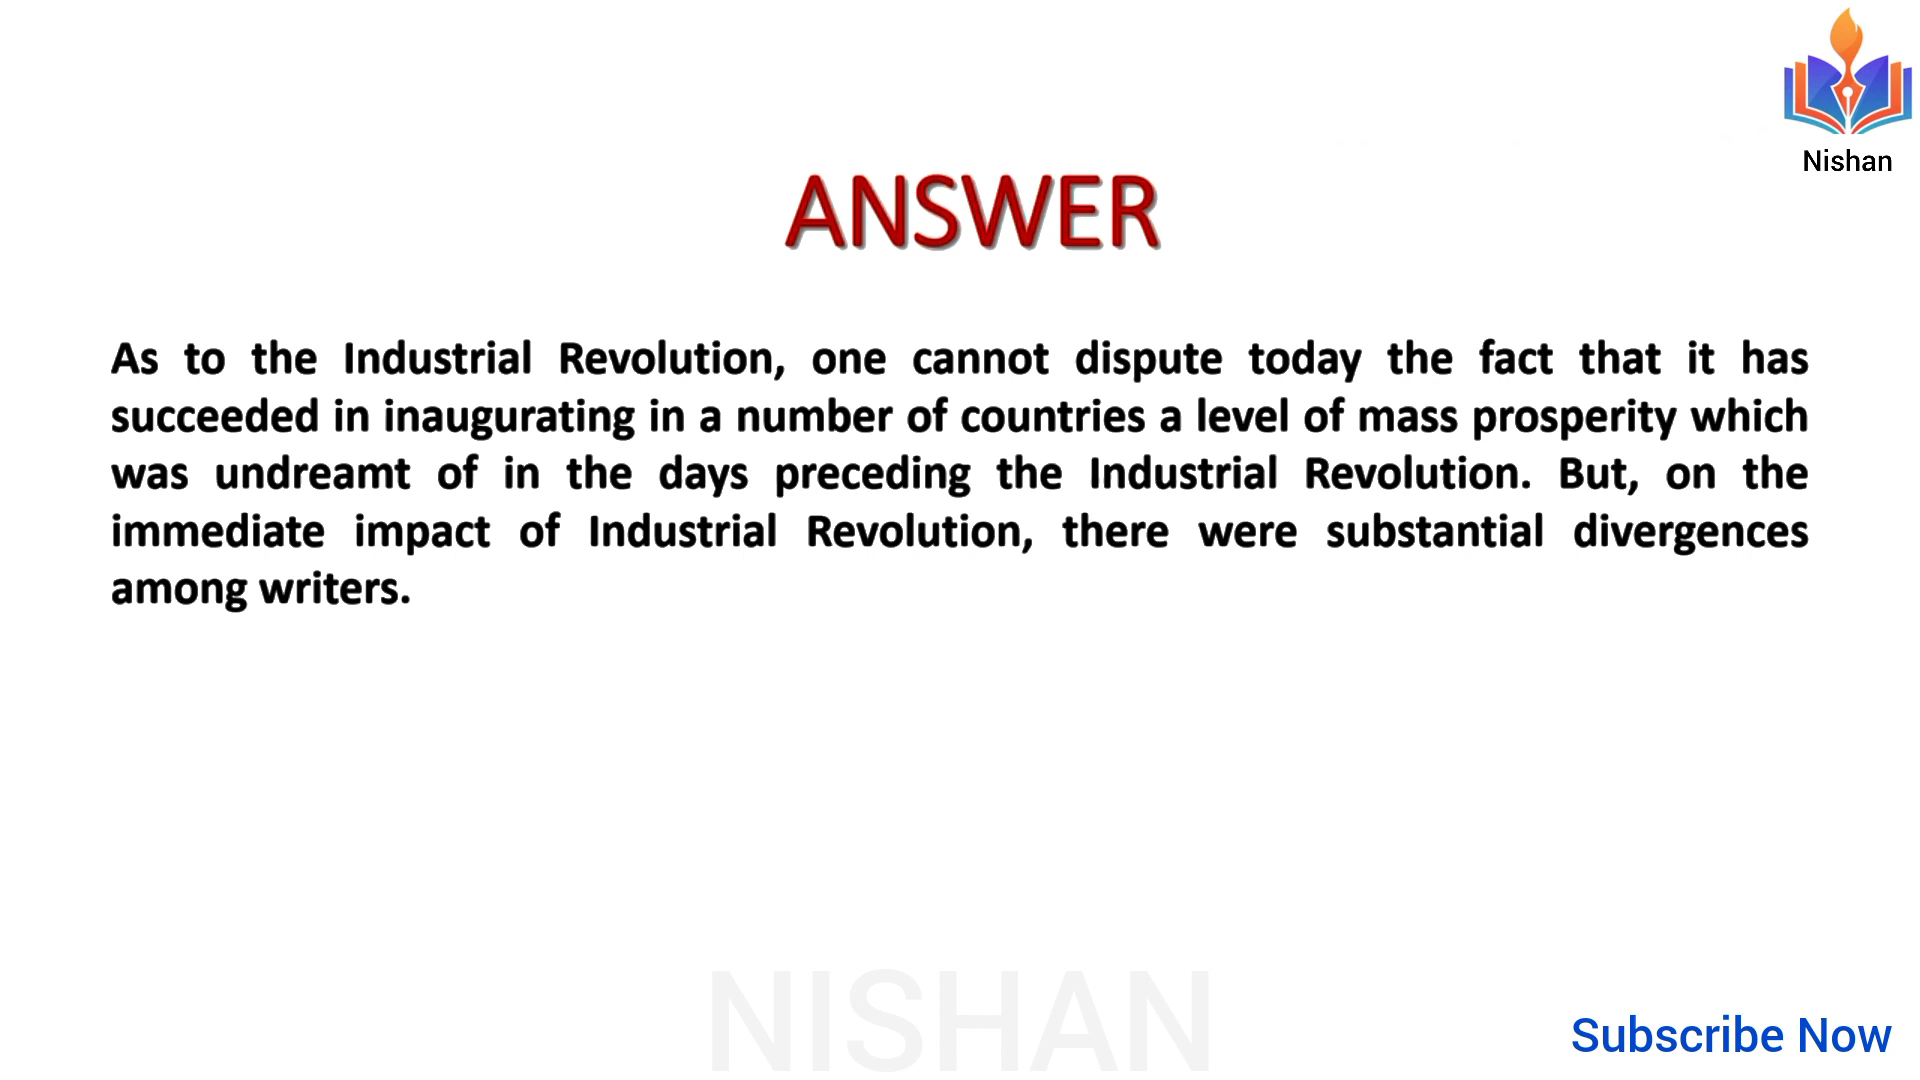 Nishan
ANSWER
As to the Industrial Revolution, one cannot dispute today the fact that it has
succeeded in inaugurating in a number of countries a level of mass prosperity which
was undreamt of in the days preceding the Industrial Revolution. But, on the
immediate impact of Industrial Revolution, there were substantial divergences
among writers.
NISHAN
Subscribe Now